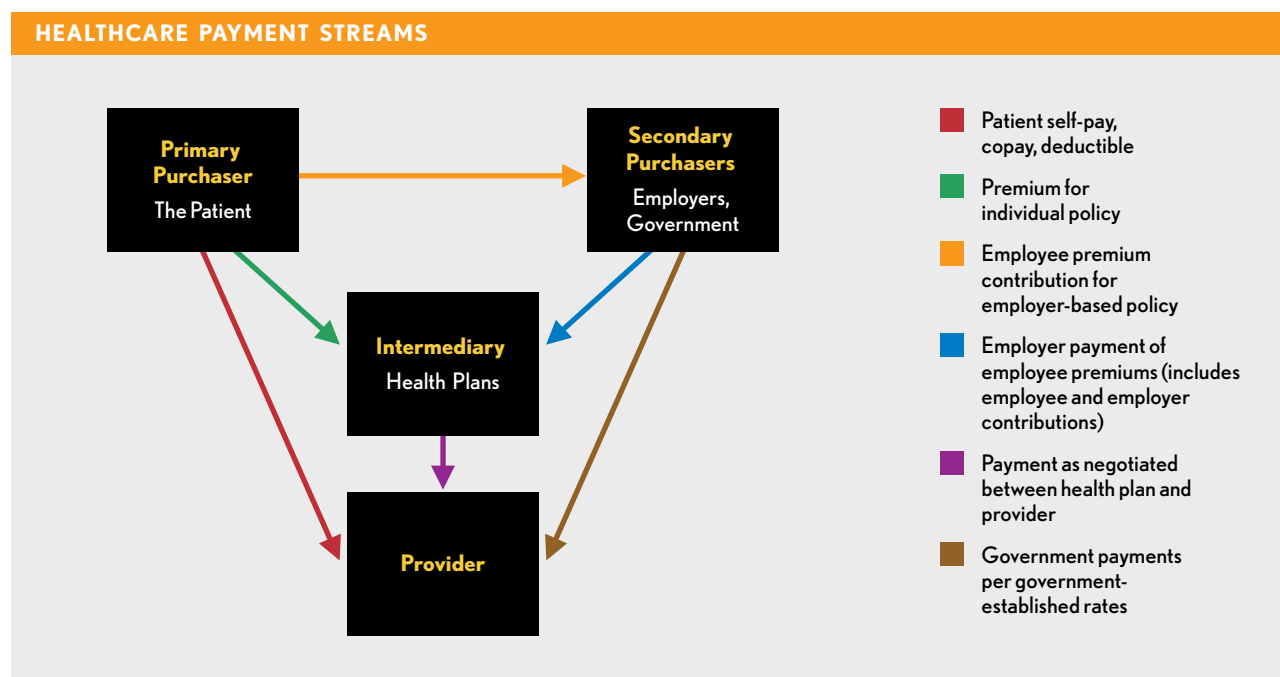 HEALTHCARE PAYMENT STREAMS
Primary
Purchaser
The Patient
Secondary
Purchasers
Employers,
Government
Intermediary
Health Plans
Provider
Patient self-pay,
copay, deductible
Premium for
individual policy
Employee premium
contribution for
employer-based policy
Employer payment of
employee premiums (includes
employee and employer
contributions)
Payment as negotiated
between health plan and
provider
Government payments
per government-
established rates